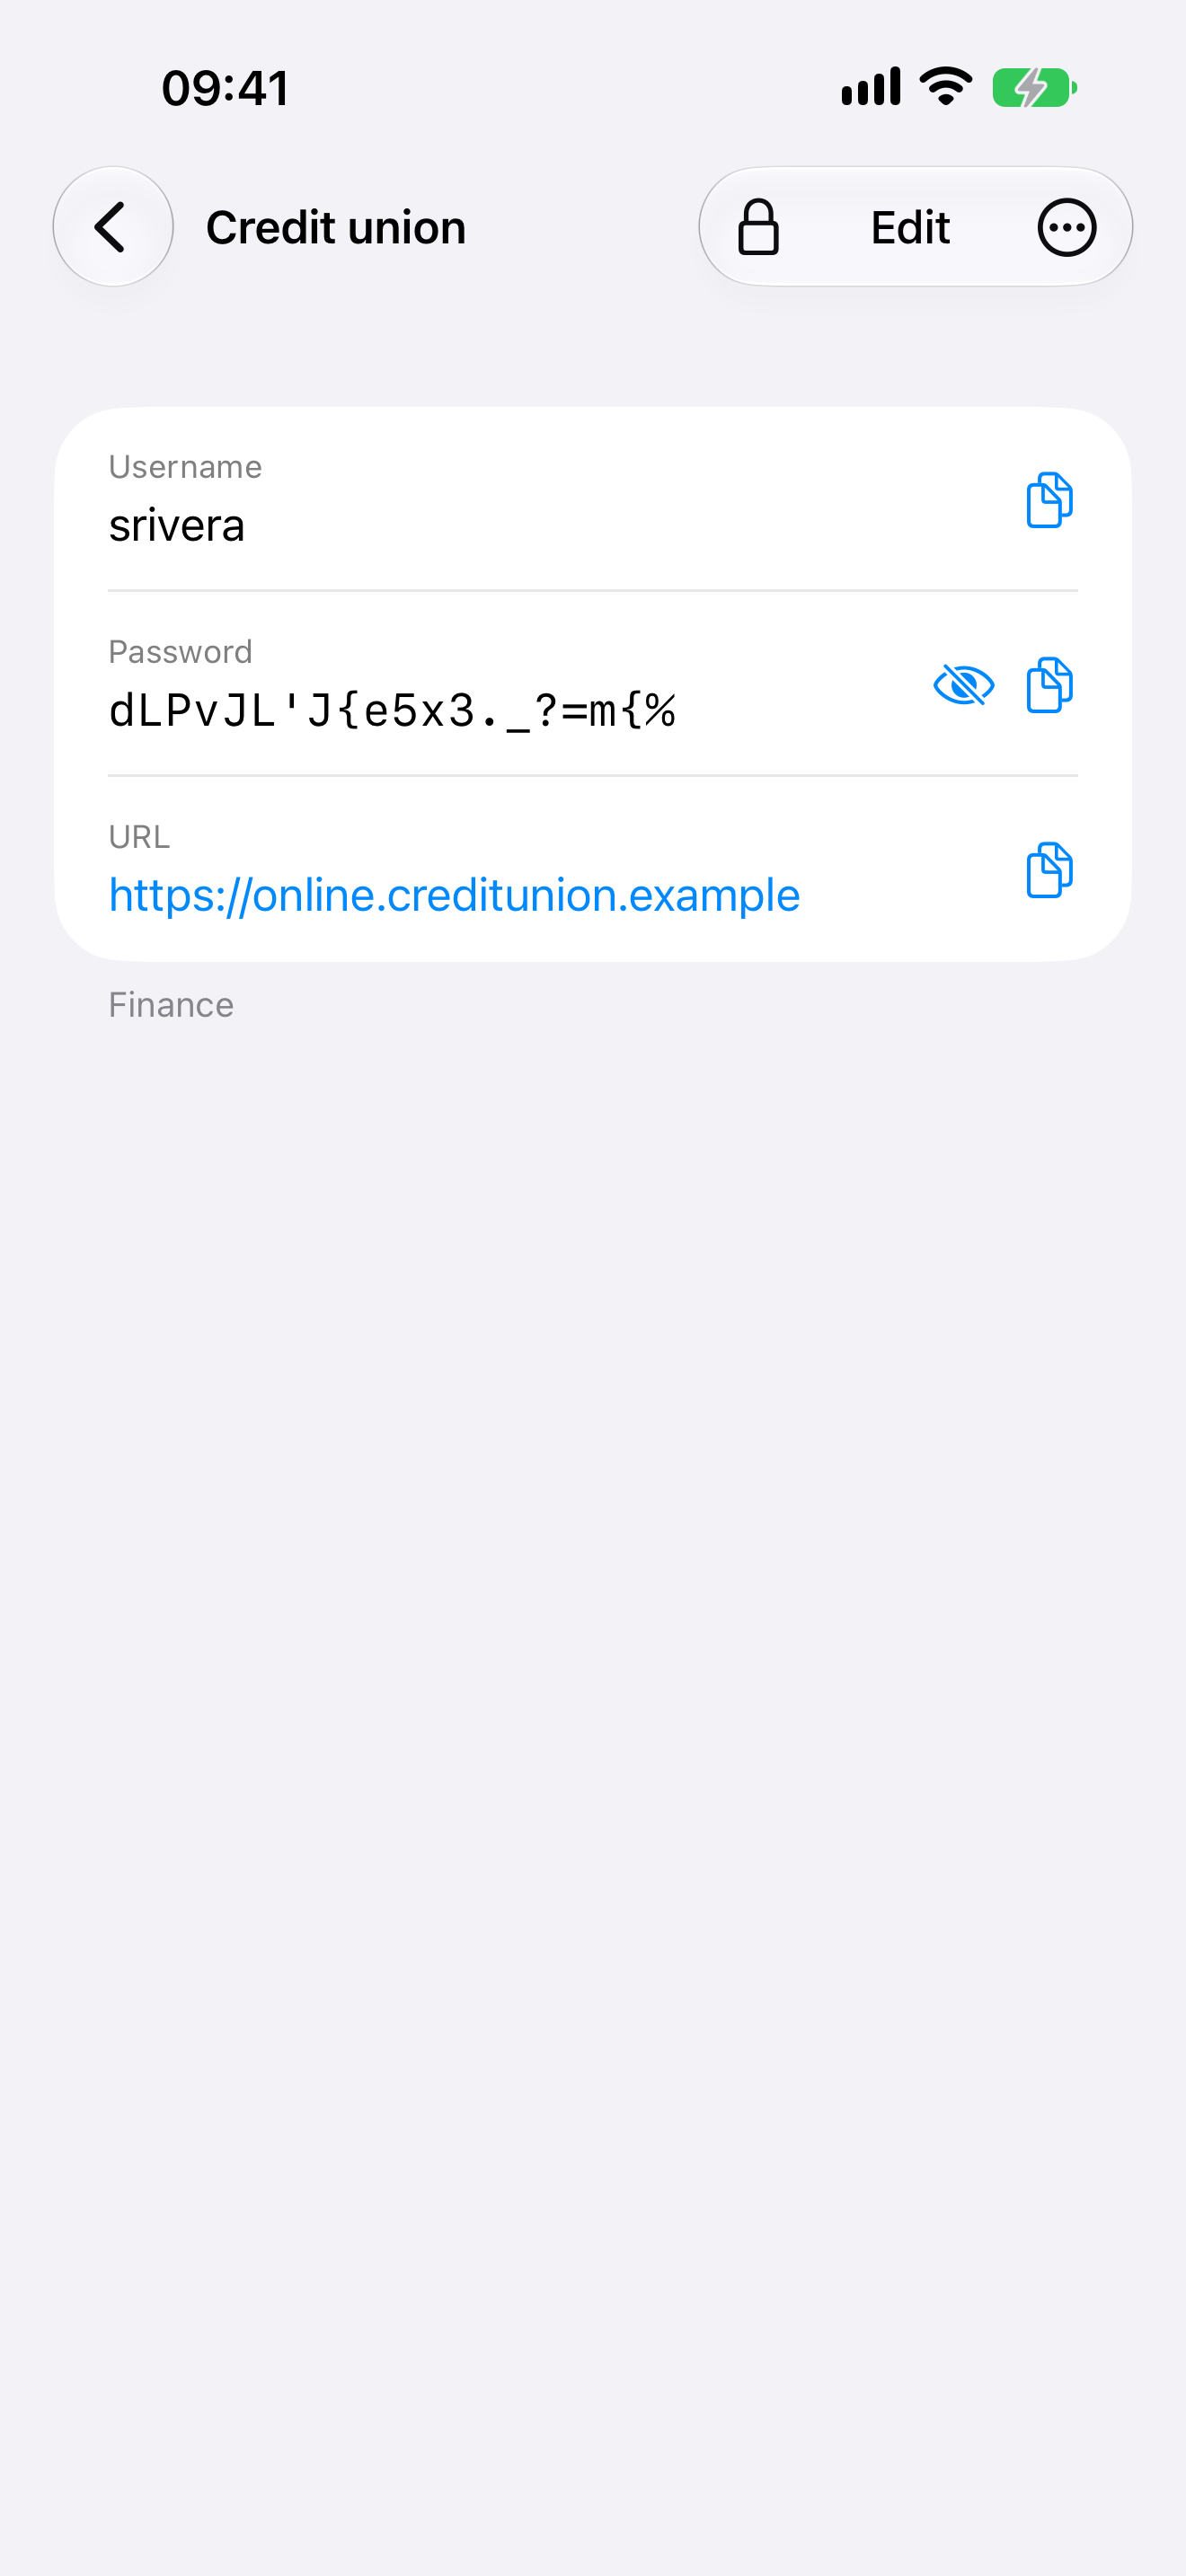 09:41
Credit union
Edit
Username
srivera
Password
dLPvJL'J{e5x3._?=m{%
URL
https://online.creditunion.example
Finance